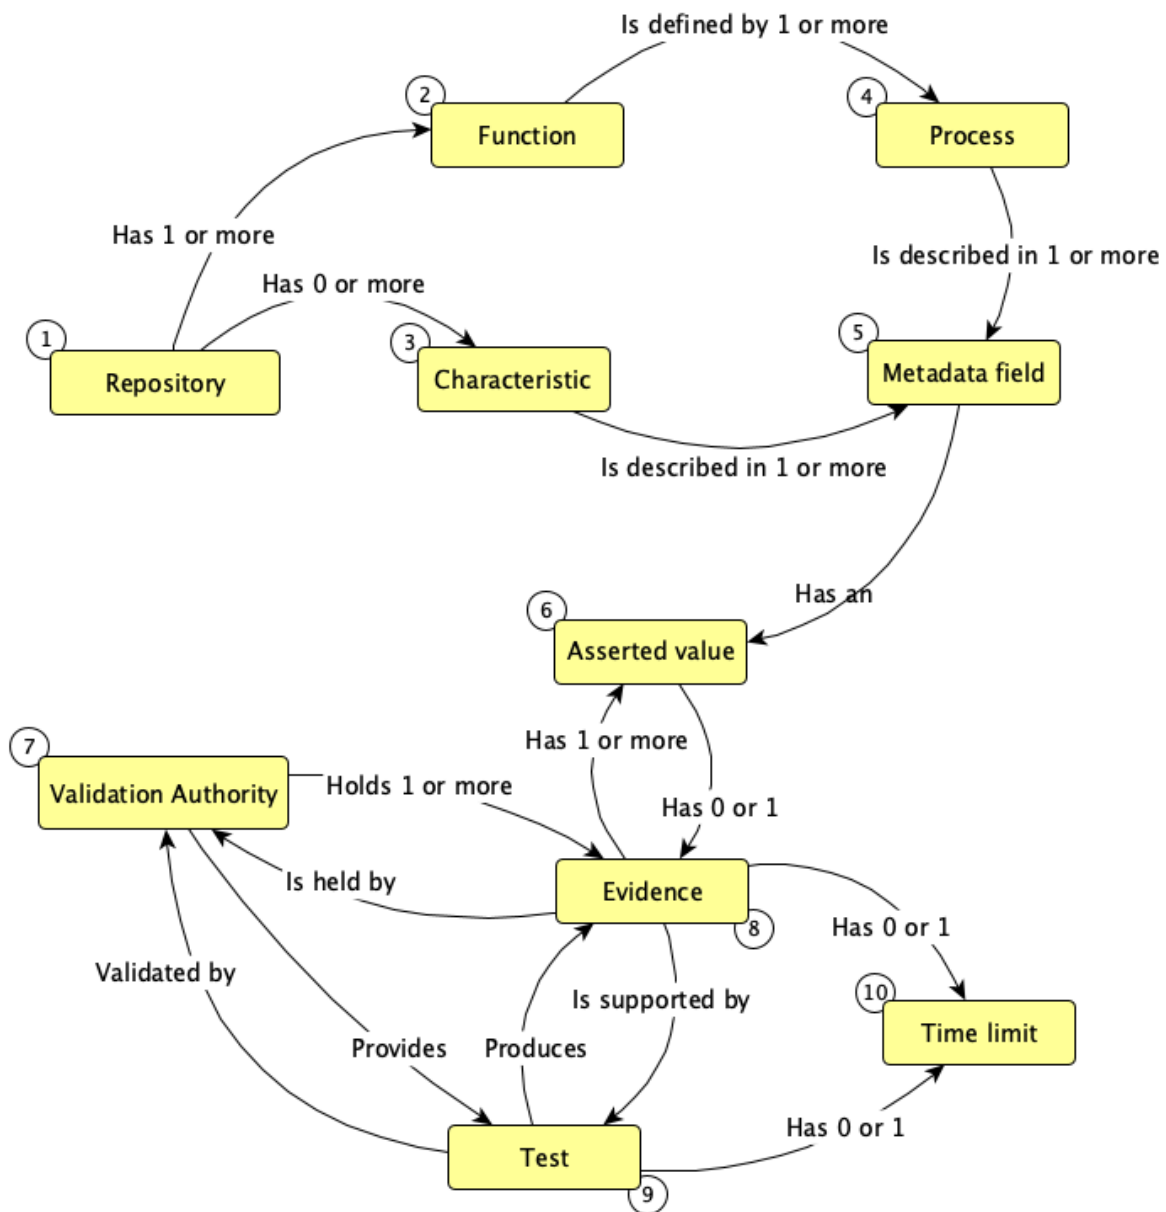 Is defined by 1 or more
2
Function
4
Process
Has 1 or more
Is described in 1 or more
Has 0 or more
1
Repository
3
Characteristic
5
Metadata field
Is described in 1 or more
Has an
6
Asserted value
Has 1 or more
7
Validation Authority
Holds 1 or more
Has 0 or 1
Is held by
Evidence
8
Has 0 or 1
Validated by
Is supported by
10
Time limit
Provides
Produces
Has 0 or 1
Test
9